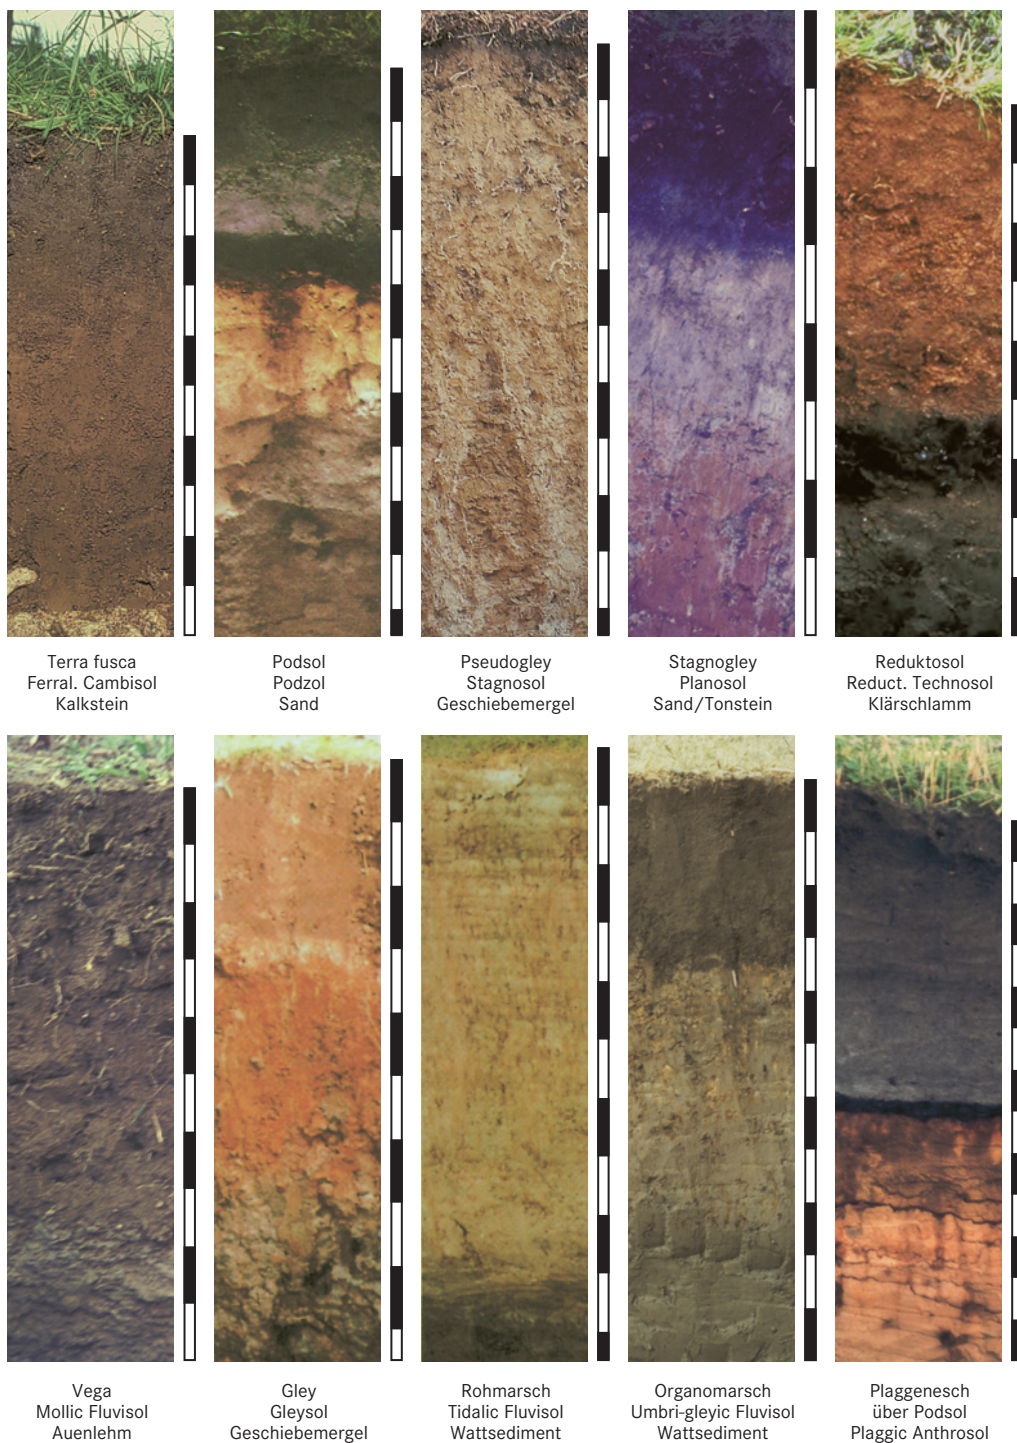 Terra fusca
Ferral. Cambisol
Kalkstein
Podsol
Podzol
Sand
Pseudogley
Stagnosol
Geschiebemergel
Stagnogley
Planosol
Sand/Tonstein
Reduktosol
Reduct. Technosol
Klärschlamm
Vega
Mollic Fluvisol
Auenlehm
Gley
Gleysol
Geschiebemergel
Rohmarsch
Tidalic Fluvisol
Wattsediment
Organomarsch
Umbri-gleyic Fluvisol
Wattsediment
Plaggenesch
über Podsol
Plaggic Anthrosol